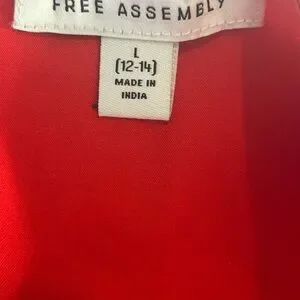 FREE ASSEMBLY
L
(12-14)
MADE IN
INDIA